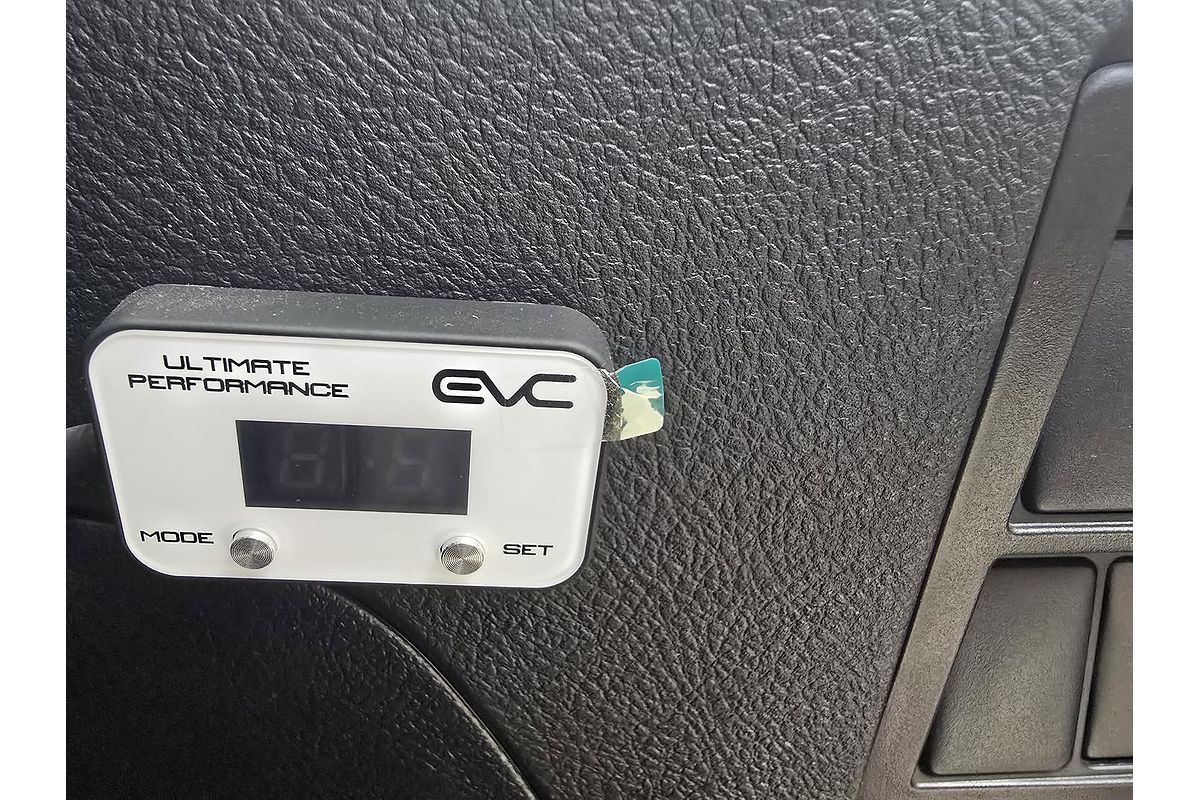 ULTIMATE
PERFORMANCE
EVC
MODE
SET